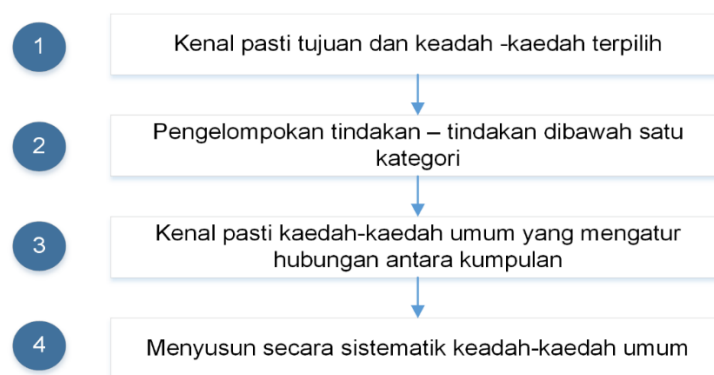 1
Kenal pasti tujuan dan keadah -kaedah terpilih
2
Pengelompokan tindakan – tindakan dibawah satu
kategori
3
Kenal pasti kaedah-kaedah umum yang mengatur
hubungan antara kumpulan
4
Menyusun secara sistematik keadah-kaedah umum